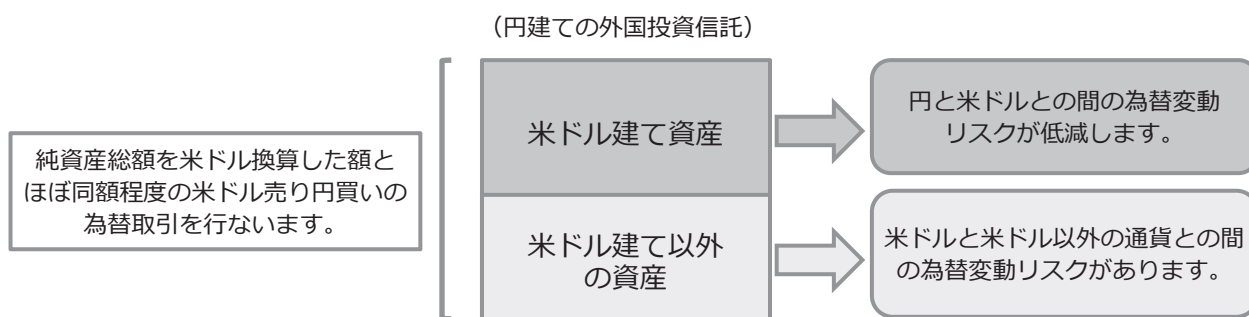 （円建ての外国投資信託）
純資産総額を米ドル換算した額と
ほぼ同額程度の米ドル売り円買いの
為替取引を行ないます。
米ドル建て資産
円と米ドルとの間の為替変動
リスクが低減します。
米ドル建て以外
の資産
米ドルと米ドル以外の通貨との間
の為替変動リスクがあります。